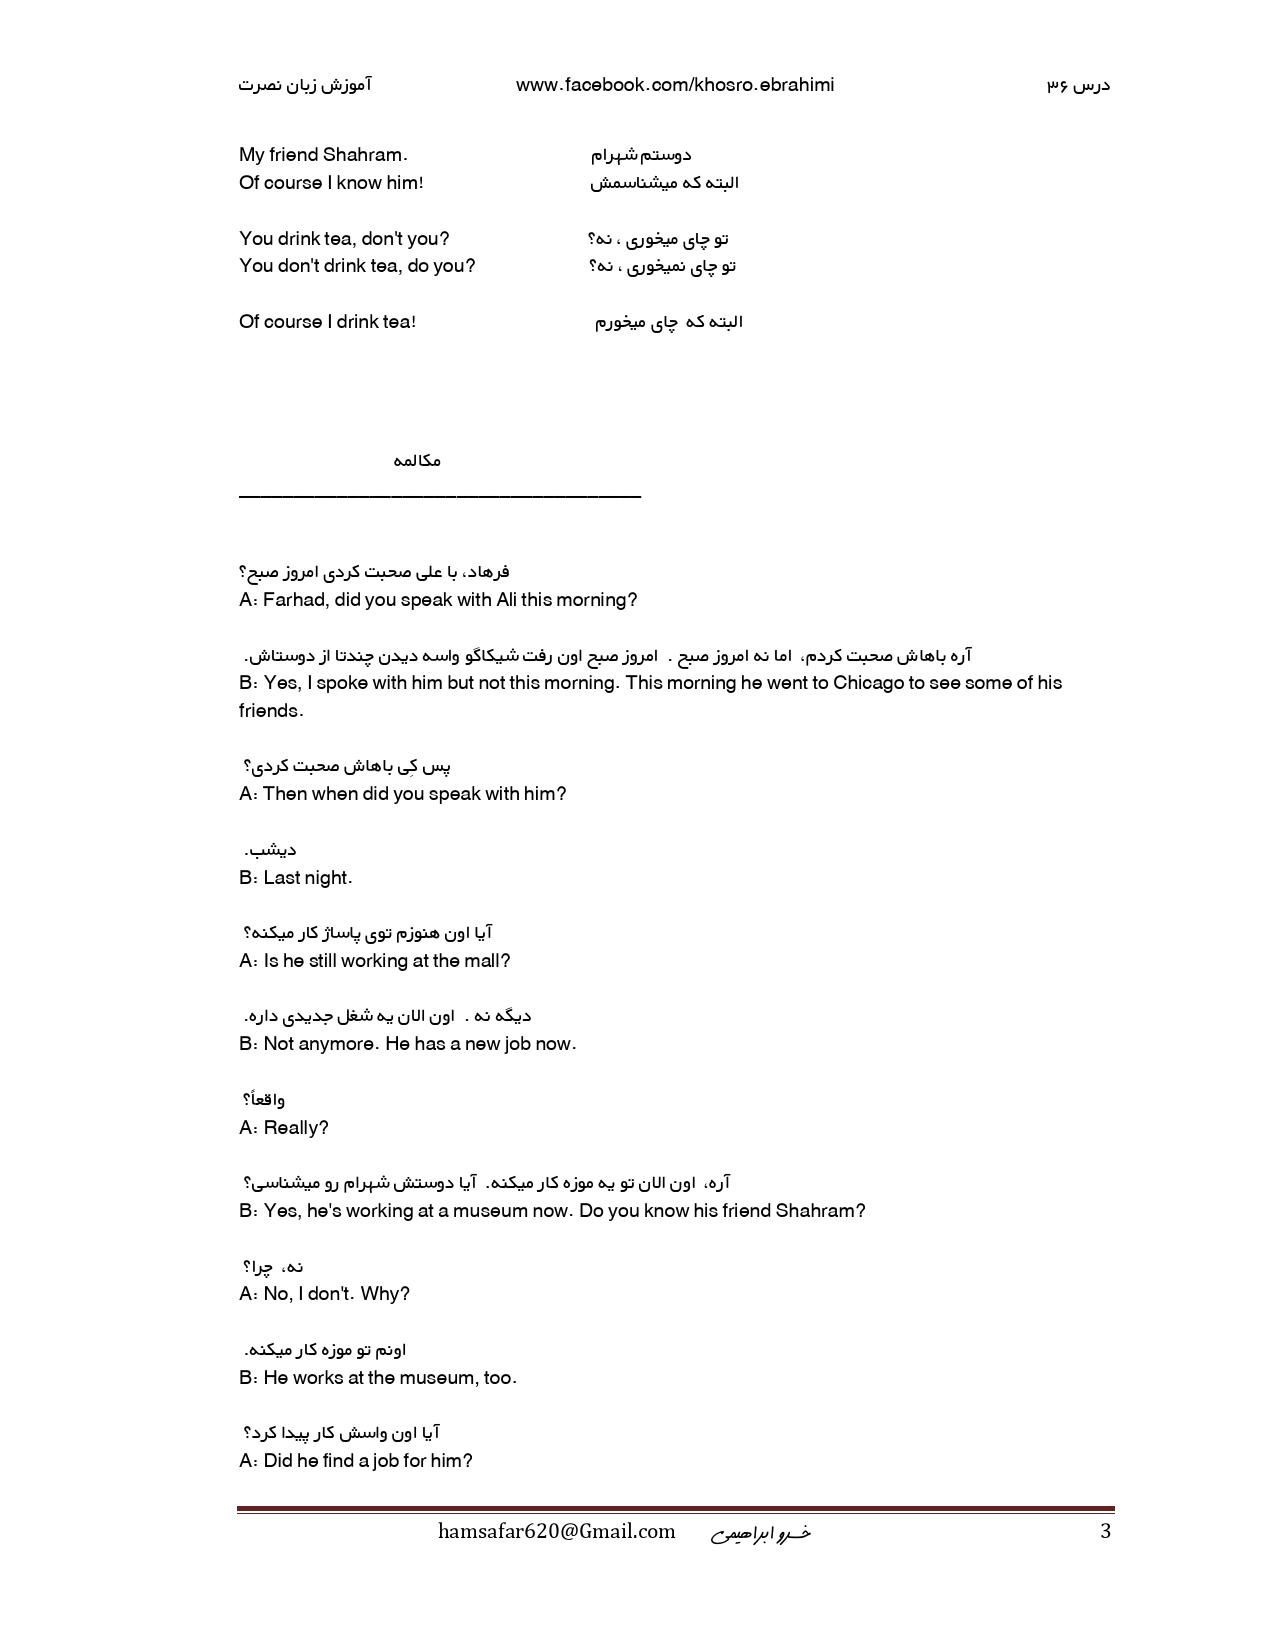 آموزش زبان نصرت www.facebook.com/khosro.ebrahimi درس ۳۶
My friend Shahram. دوستم شهرام
Of course I know him! البته که میشناسمش
You drink tea, don't you? تو چای میخوری ، نه؟
You don't drink tea, do you? تو چای نمیخوری ، نه؟
Of course I drink tea! البته که چای میخورم
مکالمه
فرهاد، با علی صحبت کردی امروز صبح؟
A: Farhad, did you speak with Ali this morning?
آره باهاش صحبت کردم، اما نه امروز صبح . امروز صبح اون رفت شیکاگو واسه دیدن چندتا از دوستاش.
B: Yes, I spoke with him but not this morning. This morning he went to Chicago to see some of his
friends.
پس کِی باهاش صحبت کردی؟
A: Then when did you speak with him?
دیشب.
B: Last night.
آیا اون هنوزم توی پاساژ کار میکنه؟
A: Is he still working at the mall?
دیگه نه . اون الان یه شغل جدیدی داره.
B: Not anymore. He has a new job now.
واقعاً؟
A: Really?
آره، اون الان تو یه موزه کار میکنه. آیا دوستش شهرام رو میشناسی؟
B: Yes, he's working at a museum now. Do you know his friend Shahram?
نه، چرا؟
A: No, I don't. Why?
اونم تو موزه کار میکنه.
B: He works at the museum, too.
آیا اون واسش کار پیدا کرد؟
A: Did he find a job for him?
hamsafar620@Gmail.com خسرو ابراهیمی 3